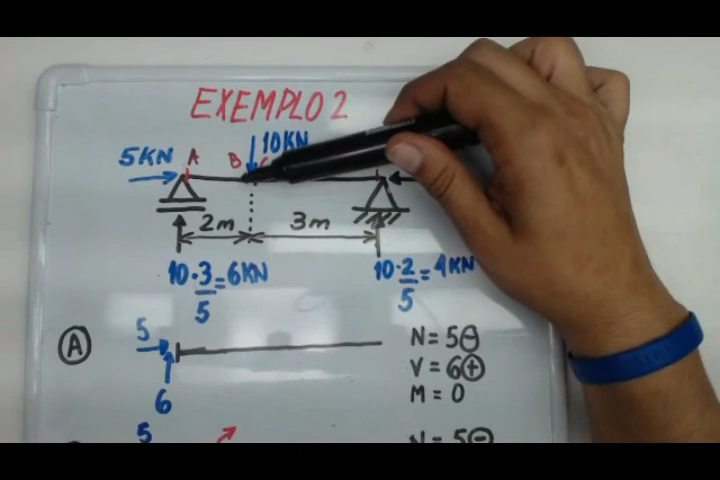 EXEMPLO 2
10KN
5KN A B
2m 3m
10·3/5=6KN 10·2/5=4KN
A
5
6
N = 5⊖
V = 6⊕
M = 0
5
N = 5⊖